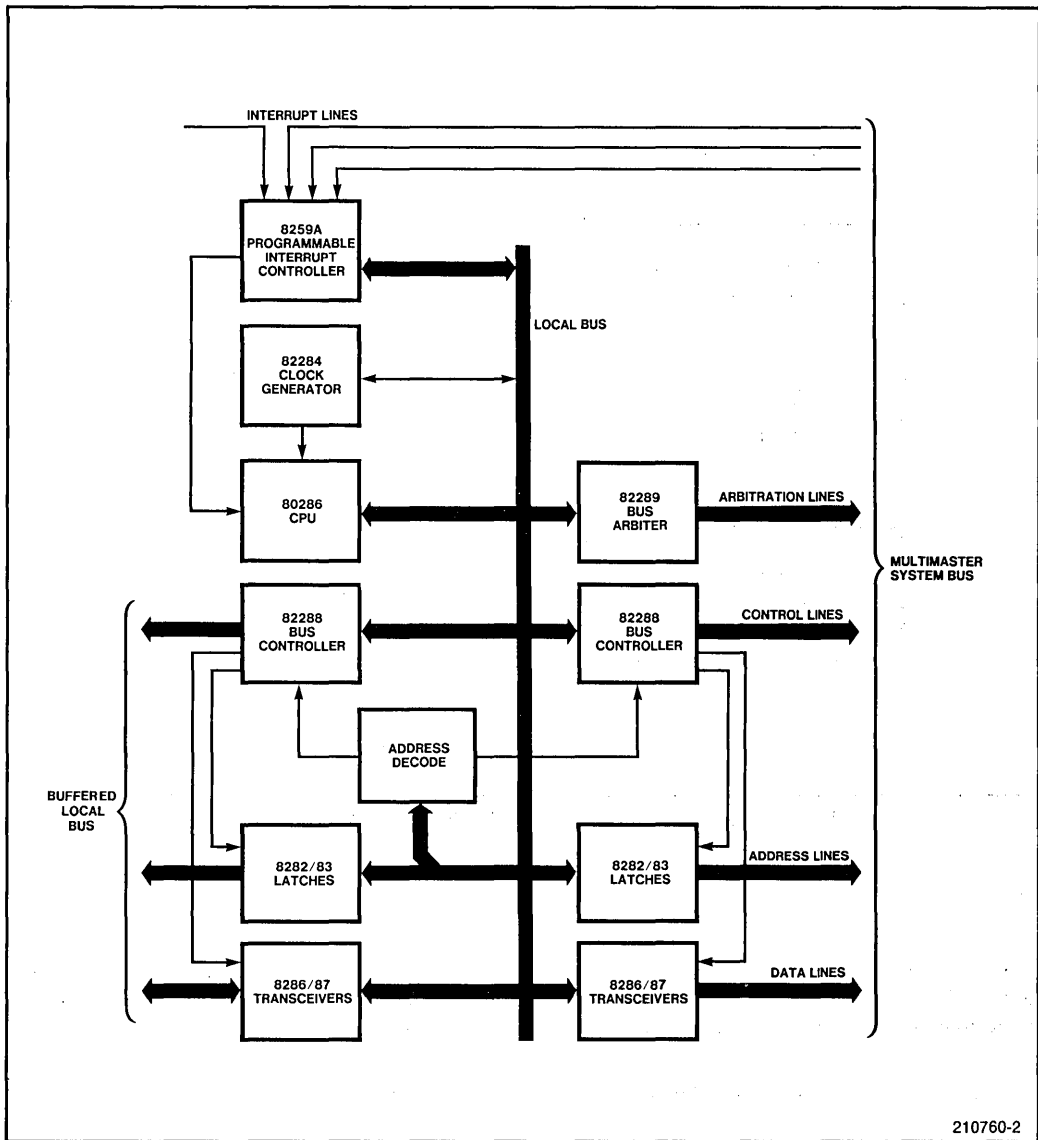 INTERRUPT LINES
8259A
PROGRAMMABLE
INTERRUPT
CONTROLLER
LOCAL BUS
82284
CLOCK
GENERATOR
80286
CPU
82289
BUS
ARBITER
ARBITRATION LINES
MULTIMASTER
SYSTEM BUS
82288
BUS
CONTROLLER
82288
BUS
CONTROLLER
CONTROL LINES
ADDRESS
DECODE
BUFFERED
LOCAL
BUS
8282/83
LATCHES
8282/83
LATCHES
ADDRESS LINES
8286/87
TRANSCEIVERS
8286/87
TRANSCEIVERS
DATA LINES
210760-2